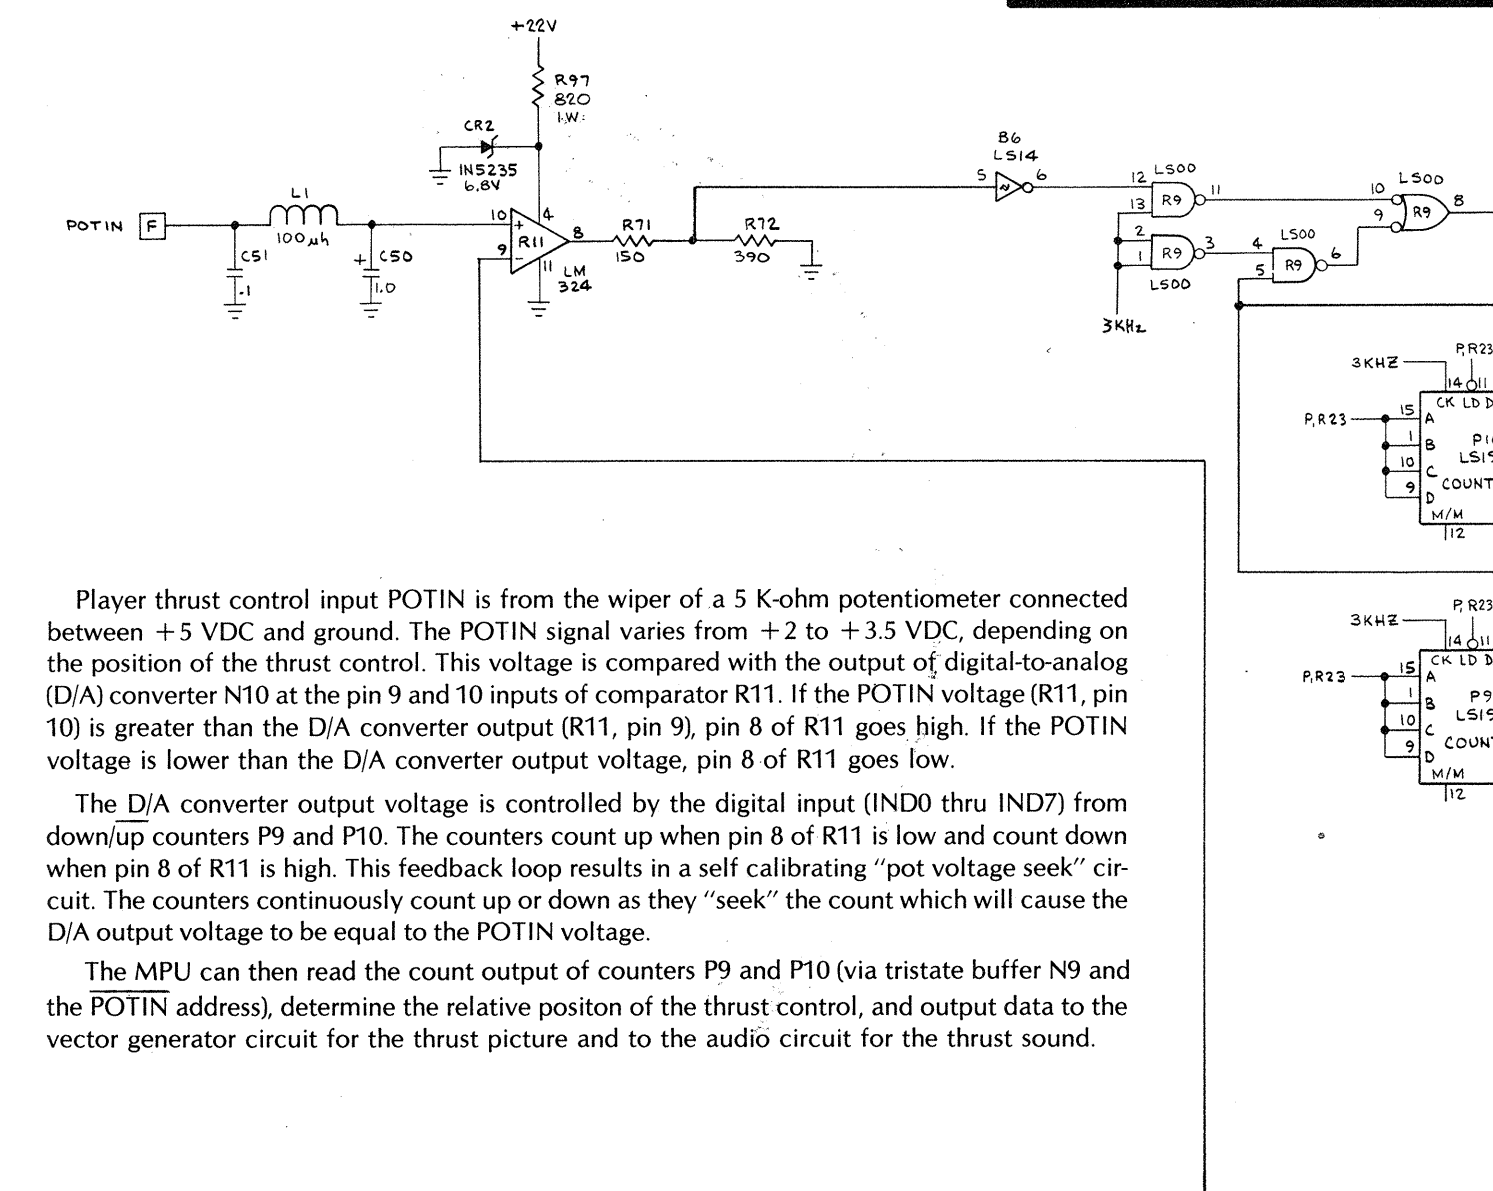 +22V
R97
820
1W
CR2
1N5235
6.8V
L1
100µh
POTIN F
C51
.1
+ C50
1.0
10 + 4
R11
9 - 11
8
LM
324
R71
150
R72
390
B6
LS14
5 6
12 LS00
13 R9 11
2 R9 3
1
LS00
3KHz
LS00
4 R9 6
5
LS00
10
9 R9 8
3KHZ
P,R23
14 11
CK LD D
P,R23
15 A
1 B
10 C
9 D
COUNT
M/M
12
3KHZ
P,R23
14 11
CK LD D
P,R23
15 A
1 B P9
10 C
9 D
M/M
12
Player thrust control input POTIN is from the wiper of a 5 K-ohm potentiometer connected
between +5 VDC and ground. The POTIN signal varies from +2 to +3.5 VDC, depending on
the position of the thrust control. This voltage is compared with the output of digital-to-analog
(D/A) converter N10 at the pin 9 and 10 inputs of comparator R11. If the POTIN voltage (R11, pin
10) is greater than the D/A converter output (R11, pin 9), pin 8 of R11 goes high. If the POTIN
voltage is lower than the D/A converter output voltage, pin 8 of R11 goes low.
The D/A converter output voltage is controlled by the digital input (IND0 thru IND7) from
down/up counters P9 and P10. The counters count up when pin 8 of R11 is low and count down
when pin 8 of R11 is high. This feedback loop results in a self calibrating “pot voltage seek” cir-
cuit. The counters continuously count up or down as they “seek” the count which will cause the
D/A output voltage to be equal to the POTIN voltage.
The MPU can then read the count output of counters P9 and P10 (via tristate buffer N9 and
the POTIN address), determine the relative positon of the thrust control, and output data to the
vector generator circuit for the thrust picture and to the audio circuit for the thrust sound.